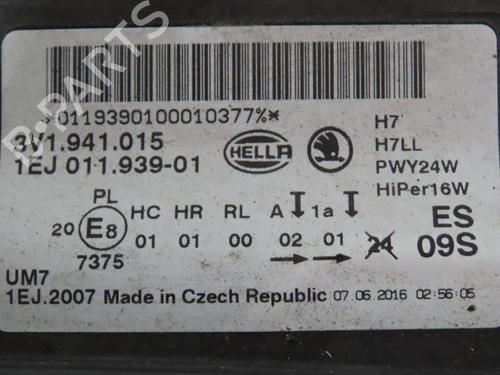 *0119390100010377%*
3V1.941.015
1EJ 011.939-01
HELLA
H7
H7LL
PWY24W
HiPer16W
PL HC HR RL A 1a ES
20 E8 01 01 00 02 01 24 09S
7375
UM7
1EJ.2007 Made in Czech Republic 07.06.2016 02:56:05
B-PARTS